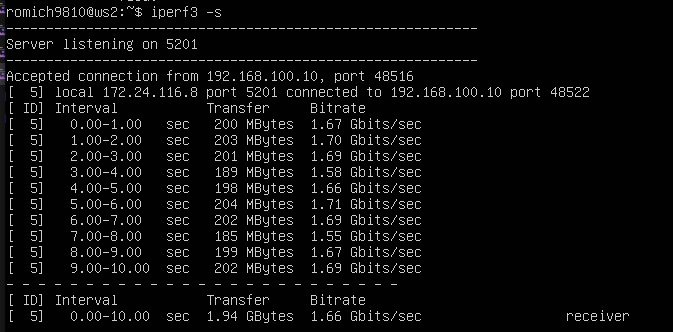 romich9810@ws2:~$ iperf3 -s
-----------------------------------------------------------
Server listening on 5201
-----------------------------------------------------------
Accepted connection from 192.168.100.10, port 48516
[  5] local 172.24.116.8 port 5201 connected to 192.168.100.10 port 48522
[ ID] Interval           Transfer     Bitrate
[  5]   0.00-1.00   sec   200 MBytes  1.67 Gbits/sec
[  5]   1.00-2.00   sec   203 MBytes  1.70 Gbits/sec
[  5]   2.00-3.00   sec   201 MBytes  1.69 Gbits/sec
[  5]   3.00-4.00   sec   189 MBytes  1.58 Gbits/sec
[  5]   4.00-5.00   sec   198 MBytes  1.66 Gbits/sec
[  5]   5.00-6.00   sec   204 MBytes  1.71 Gbits/sec
[  5]   6.00-7.00   sec   202 MBytes  1.69 Gbits/sec
[  5]   7.00-8.00   sec   185 MBytes  1.55 Gbits/sec
[  5]   8.00-9.00   sec   199 MBytes  1.67 Gbits/sec
[  5]   9.00-10.00  sec   202 MBytes  1.69 Gbits/sec
- - - - - - - - - - - - - - - - - - - - - - - - -
[ ID] Interval           Transfer     Bitrate
[  5]   0.00-10.00  sec  1.94 GBytes  1.66 Gbits/sec                  receiver